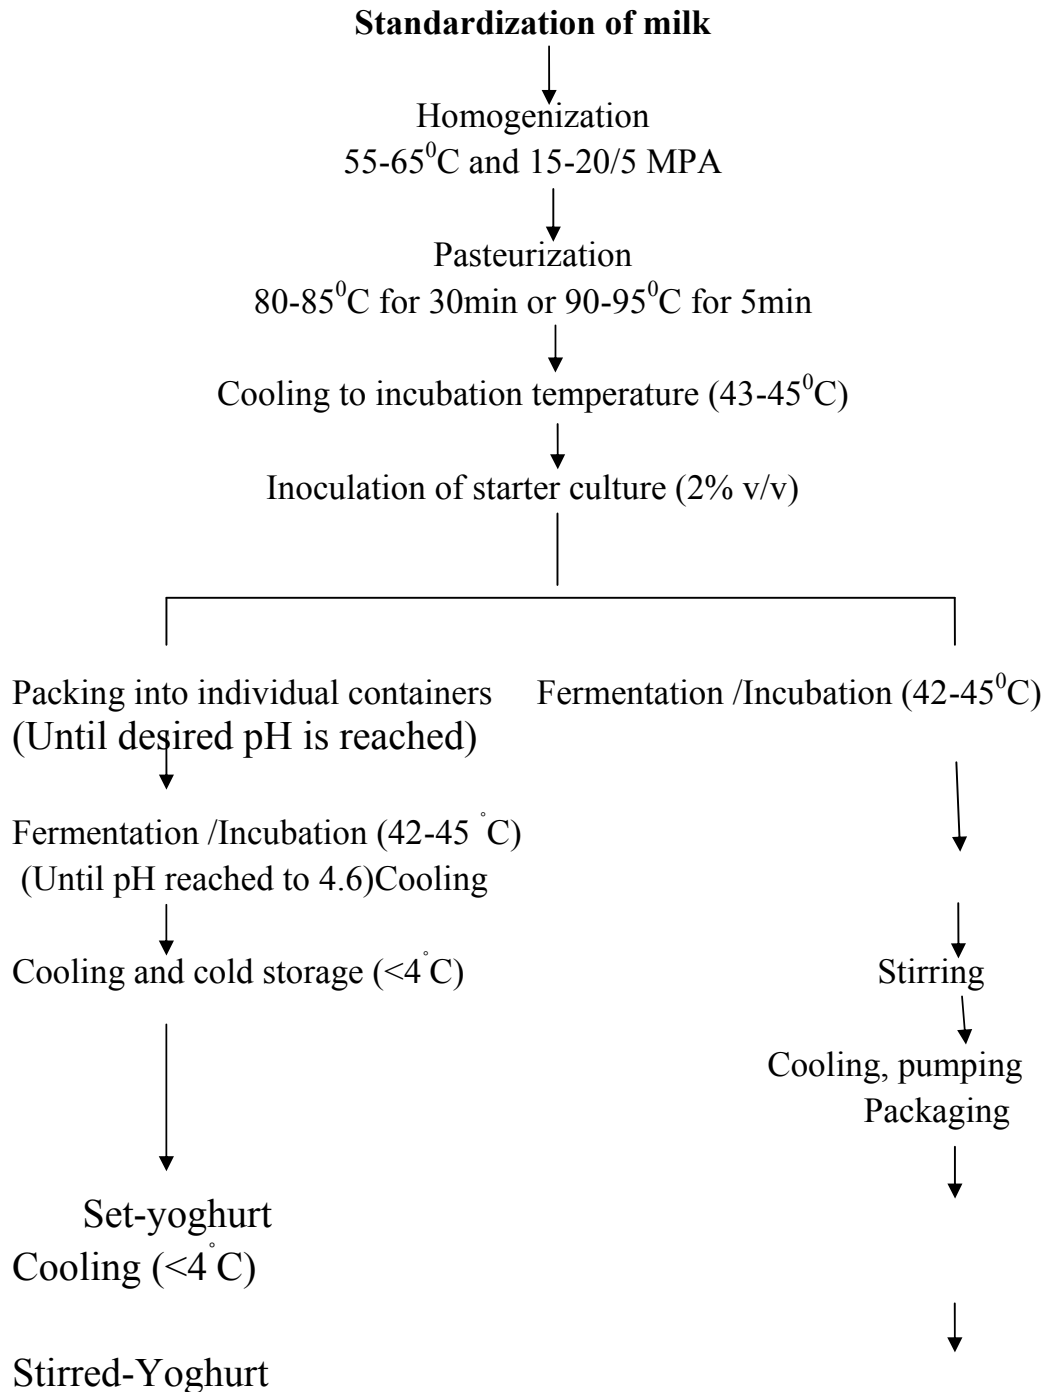 Standardization of milk
Homogenization
55-65⁰C and 15-20/5 MPA
Pasteurization
80-85⁰C for 30min or 90-95⁰C for 5min
Cooling to incubation temperature (43-45⁰C)
Inoculation of starter culture (2% v/v)
Packing into individual containers    Fermentation /Incubation (42-45⁰C)
(Until desired pH is reached)
Fermentation /Incubation (42-45 °C)
(Until pH reached to 4.6)Cooling
Cooling and cold storage (<4°C)    Stirring
Cooling, pumping
Packaging
Set-yoghurt
Cooling (<4°C)
Stirred-Yoghurt